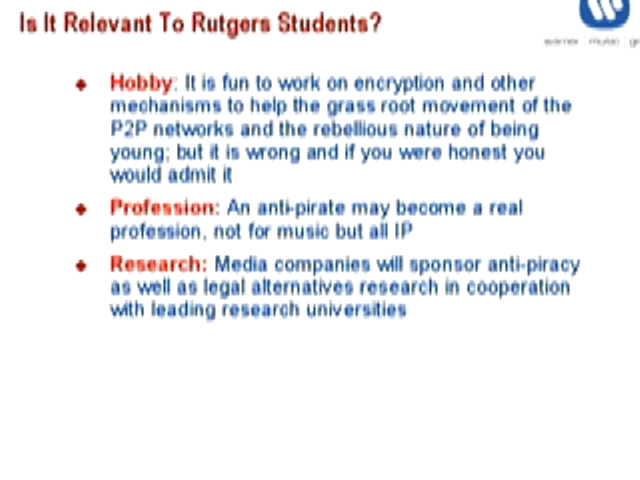 Is It Relevant To Rutgers Students?
warner music gr
Hobby: It is fun to work on encryption and other
mechanisms to help the grass root movement of the
P2P networks and the rebellious nature of being
young; but it is wrong and if you were honest you
would admit it
Profession: An anti-pirate may become a real
profession, not for music but all IP
Research: Media companies will sponsor anti-piracy
as well as legal alternatives research in cooperation
with leading research universities